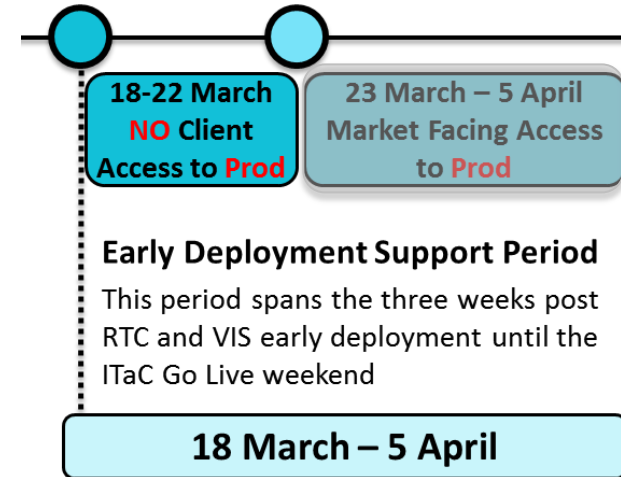 18-22 March
NO Client
Access to Prod
23 March – 5 April
Market Facing Access
to Prod
Early Deployment Support Period
This period spans the three weeks post
RTC and VIS early deployment until the
ITaC Go Live weekend
18 March – 5 April